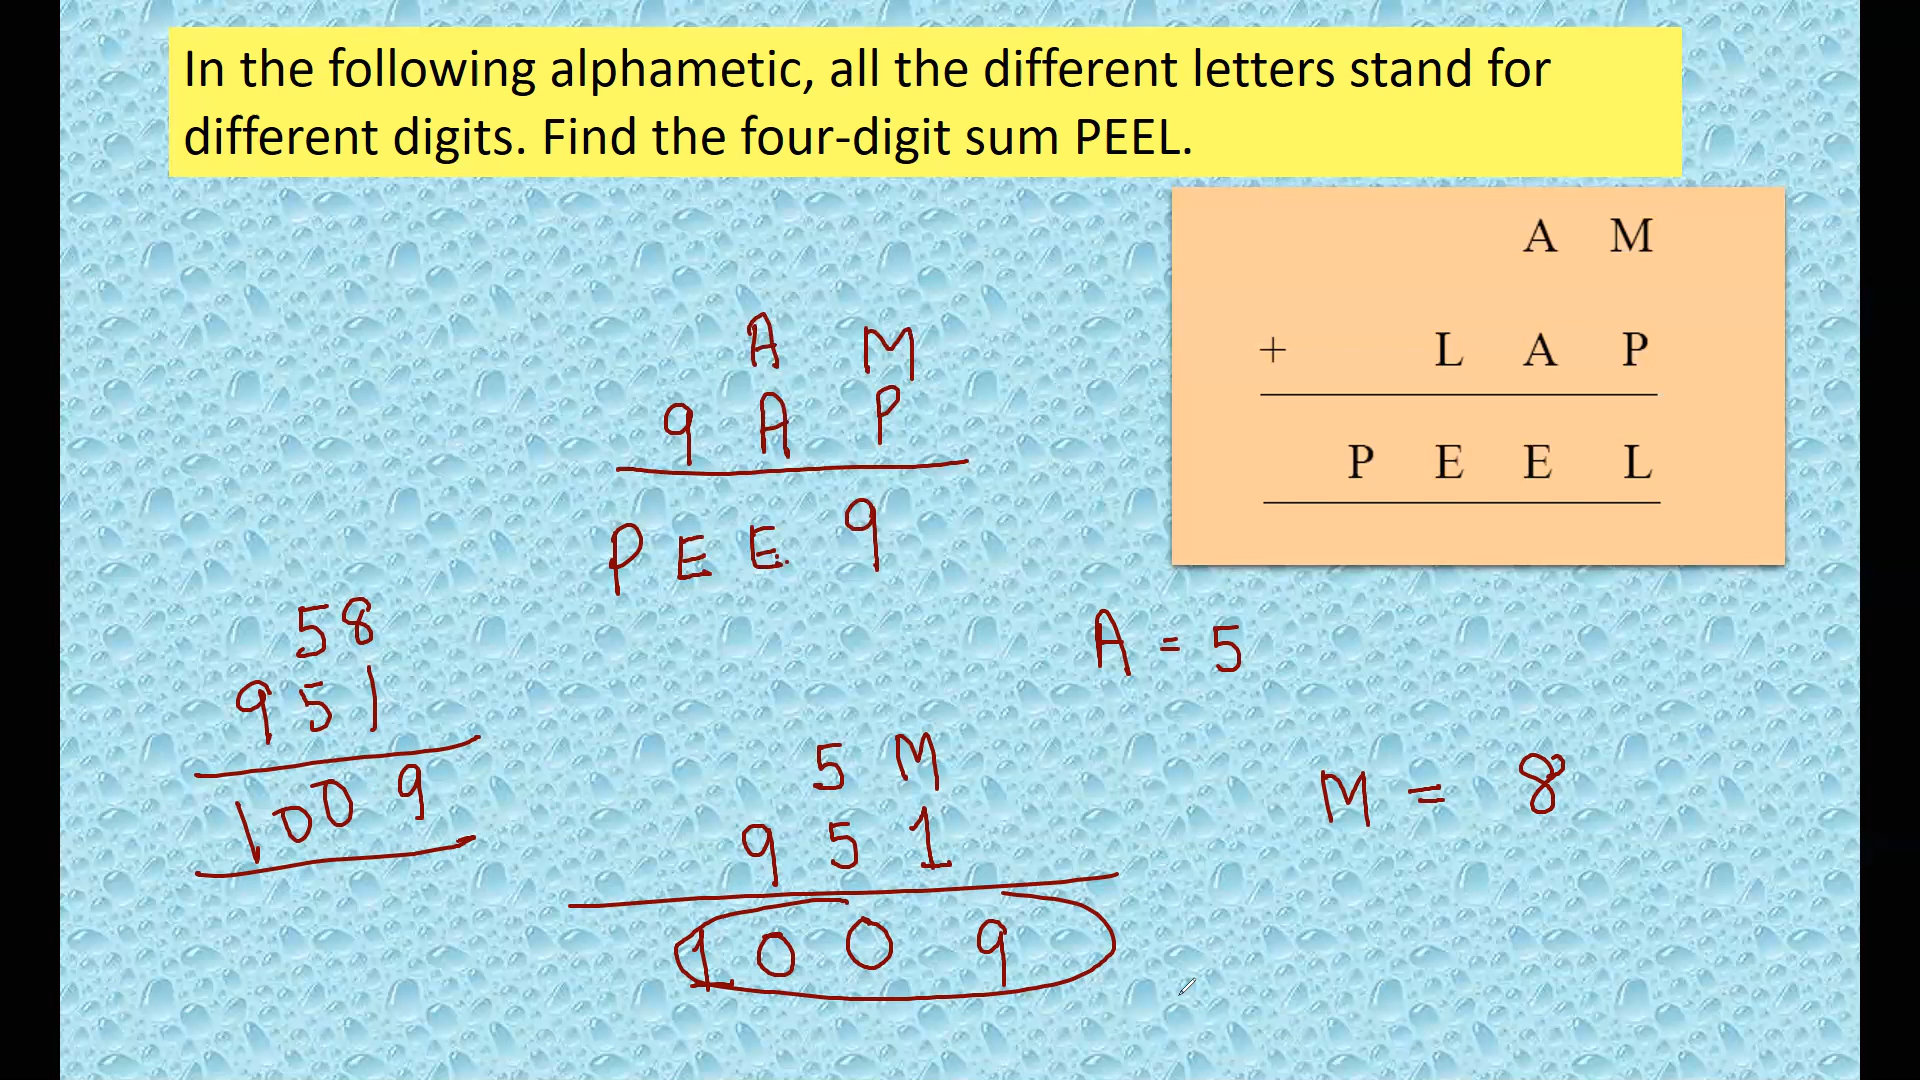 In the following alphametic, all the different letters stand for
different digits. Find the four-digit sum PEEL.
A M
+ L A P
P E E L
A M
9 A P
P E E 9
58
951
1009
A = 5
5 M
9 5 1
1 0 0 9
M = 8